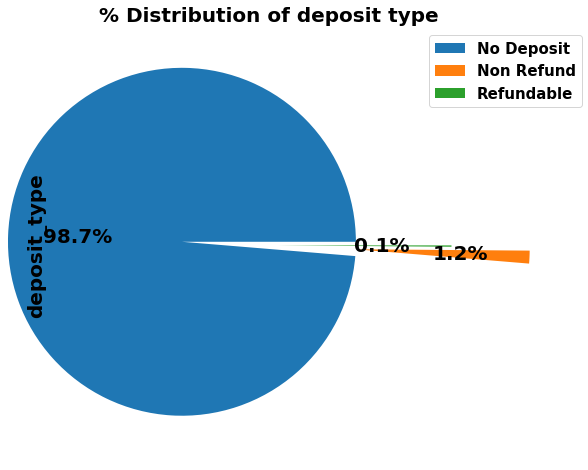 % Distribution of deposit type
No Deposit
Non Refund
Refundable
deposit_type
98.7%
0.1%
1.2%